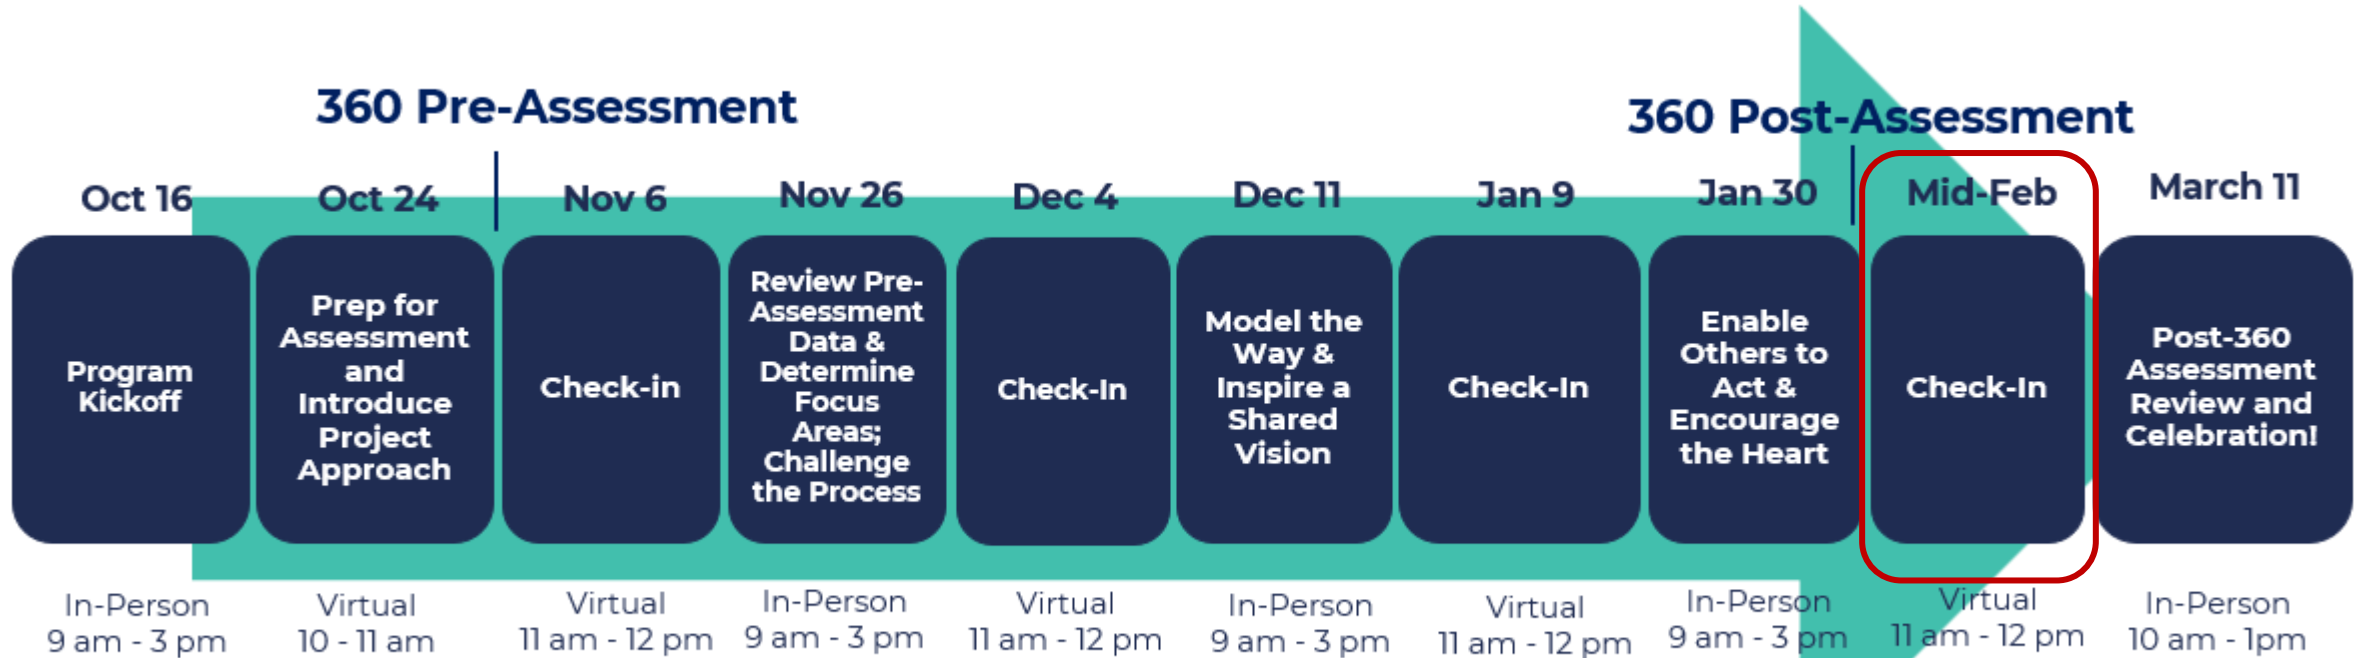 360 Pre-Assessment
360 Post-Assessment
Oct 16
Oct 24
Nov 6
Nov 26
Dec 4
Dec 11
Jan 9
Jan 30
Mid-Feb
March 11
Program
Kickoff
Prep for
Assessment
and
Introduce
Project
Approach
Check-in
Review Pre-
Assessment
Data &
Determine
Focus
Areas;
Challenge
the Process
Check-In
Model the
Way &
Inspire a
Shared
Vision
Check-In
Enable
Others to
Act &
Encourage
the Heart
Check-In
Post-360
Assessment
Review and
Celebration!
In-Person
9 am - 3 pm
Virtual
10 - 11 am
Virtual
11 am - 12 pm
In-Person
9 am - 3 pm
Virtual
11 am - 12 pm
In-Person
9 am - 3 pm
Virtual
11 am - 12 pm
In-Person
9 am - 3 pm
Virtual
11 am - 12 pm
In-Person
10 am - 1pm